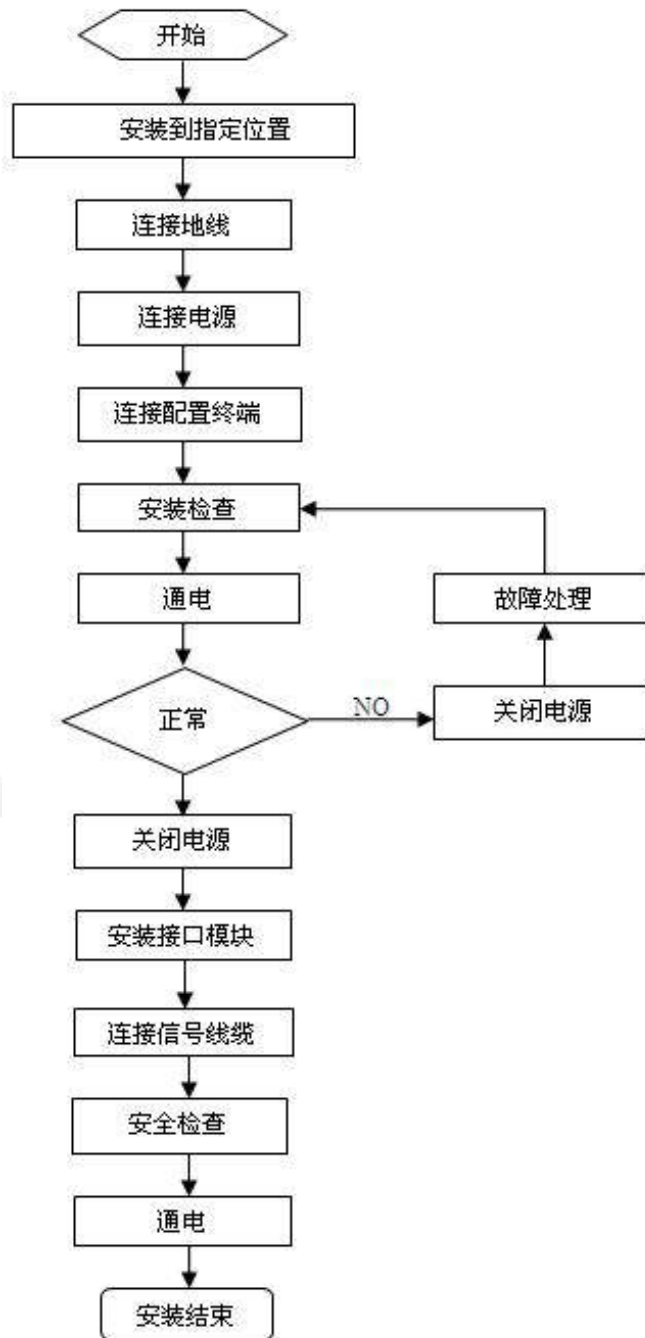 开始
安装到指定位置
连接地线
连接电源
连接配置终端
安装检查
通电
故障处理
正常
NO
关闭电源
关闭电源
安装接口模块
连接信号线缆
安全检查
通电
安装结束